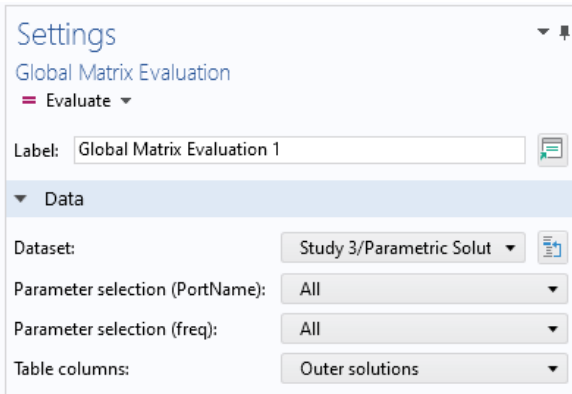 Settings
Global Matrix Evaluation
= Evaluate
Label: Global Matrix Evaluation 1
Data
Dataset: Study 3/Parametric Solut
Parameter selection (PortName): All
Parameter selection (freq): All
Table columns: Outer solutions